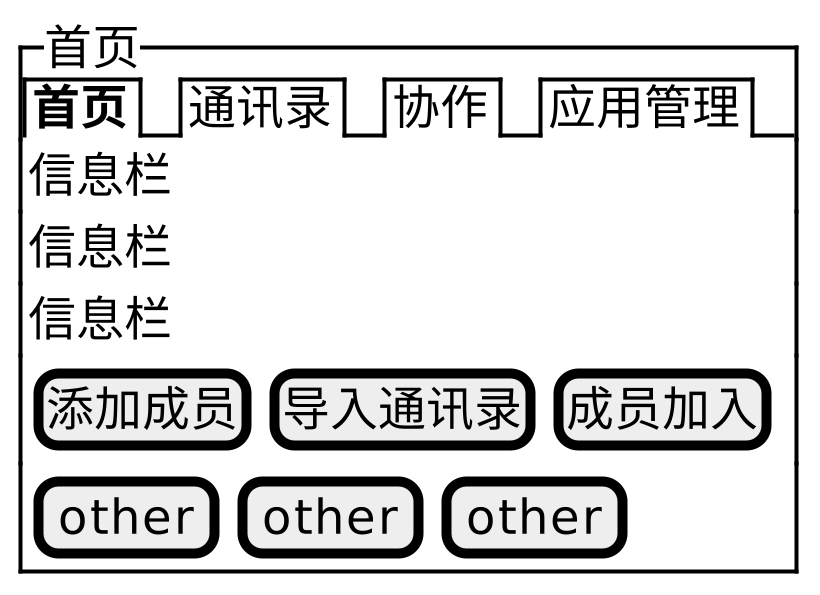 首页
首页 通讯录 协作 应用管理
信息栏
信息栏
信息栏
添加成员 导入通讯录 成员加入
other other other